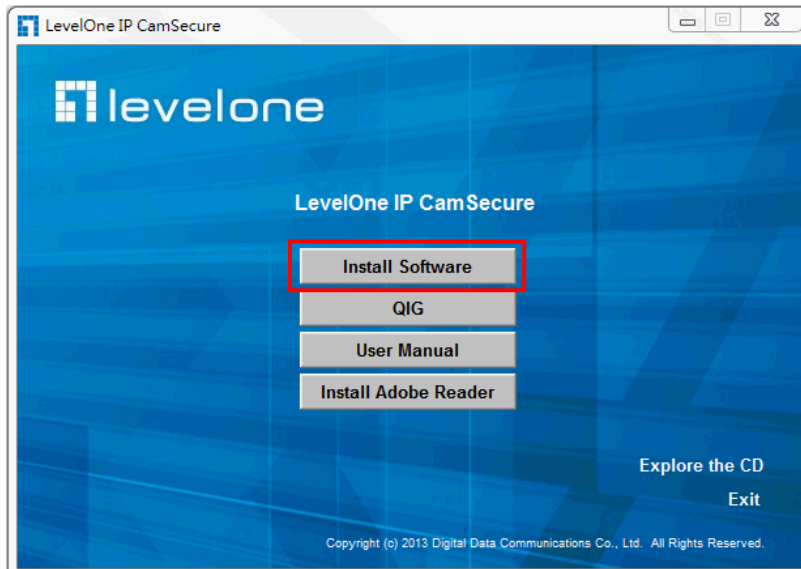 LevelOne IP CamSecure
levelone
LevelOne IP CamSecure
Install Software
QIG
User Manual
Install Adobe Reader
Explore the CD
Exit
Copyright (c) 2013 Digital Data Communications Co., Ltd. All Rights Reserved.